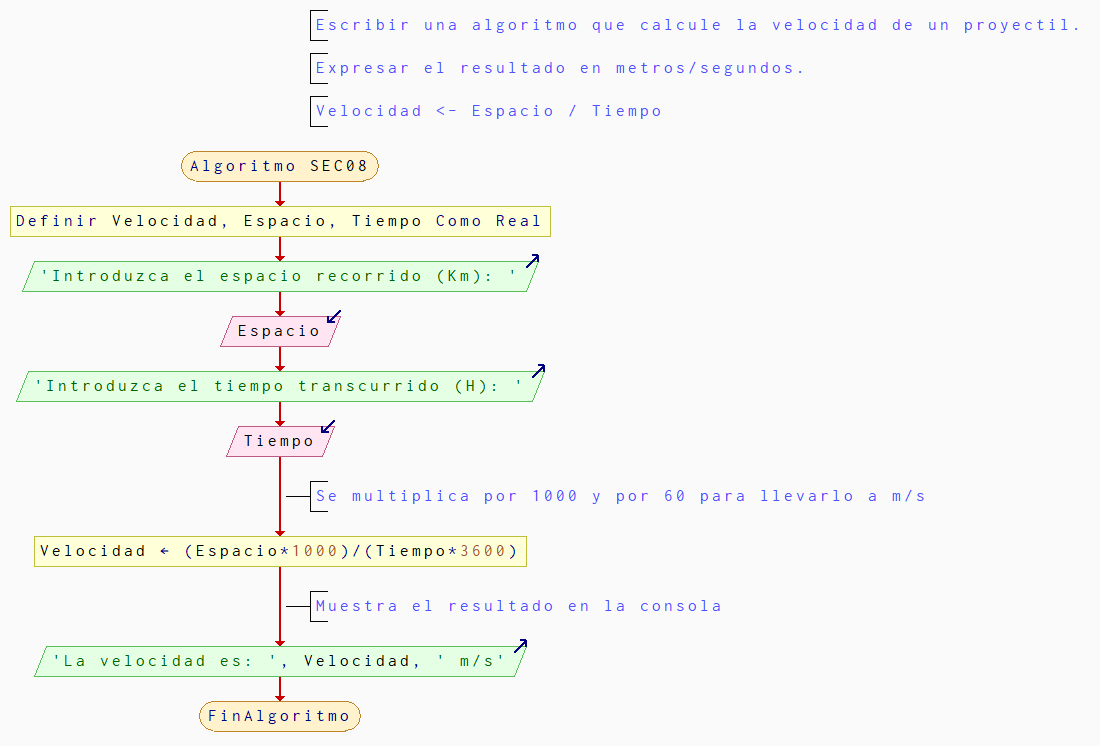 Escribir una algoritmo que calcule la velocidad de un proyectil.
Expresar el resultado en metros/segundos.
Velocidad <- Espacio / Tiempo
Algoritmo SEC08
Definir Velocidad, Espacio, Tiempo Como Real
'Introduzca el espacio recorrido (Km): '
Espacio
'Introduzca el tiempo transcurrido (H): '
Tiempo
Se multiplica por 1000 y por 60 para llevarlo a m/s
Velocidad ← (Espacio*1000)/(Tiempo*3600)
Muestra el resultado en la consola
'La velocidad es: ', Velocidad, ' m/s'
FinAlgoritmo